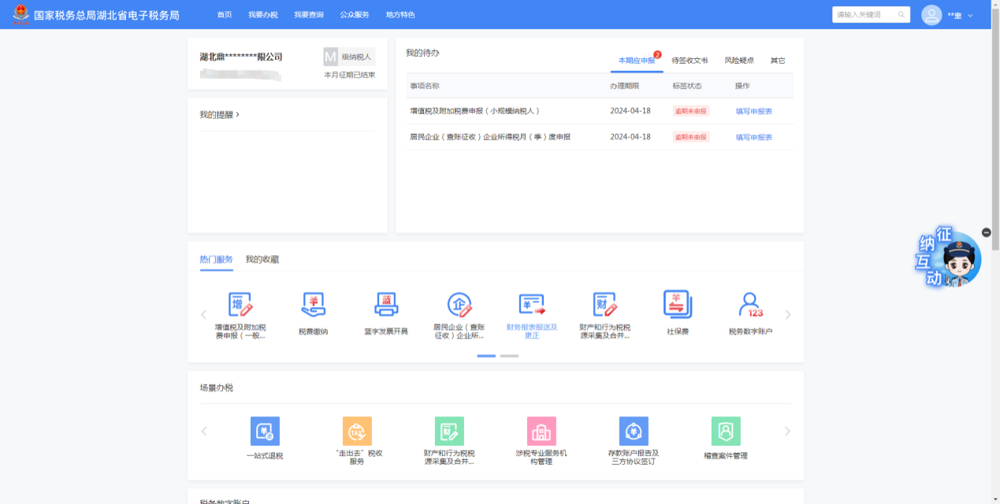 国家税务总局湖北省电子税务局
首页 我要办税 我要查询 公众服务 地方特色
请输入关键词
**童
湖北鼎********限公司
M 级纳税人
本月征期已结束
我的提醒 >
我的待办
本期应申报 2 待签收文书 风险疑点 其它
事项名称 办理期限 标签状态 操作
增值税及附加税费申报（小规模纳税人） 2024-04-18 逾期未申报 填写申报表
居民企业（查账征收）企业所得税月（季）度申报 2024-04-18 逾期未申报 填写申报表
征纳互动
热门服务 我的收藏
增
增值税及附加税
费申报（一般...
税费缴纳
蓝
蓝字发票开具
企
居民企业（查账
征收）企业所...
财务报表报送及
更正
财
财产和行为税税
源采集及合并...
社保费
123
税务数字账户
场景办税
一站式退税
TAX
“走出去”税收
服务
财
财产和行为税税
源采集及合并...
涉税专业服务机
构管理
存款账户报告及
三方协议签订
稽查案件管理
税务数字账户